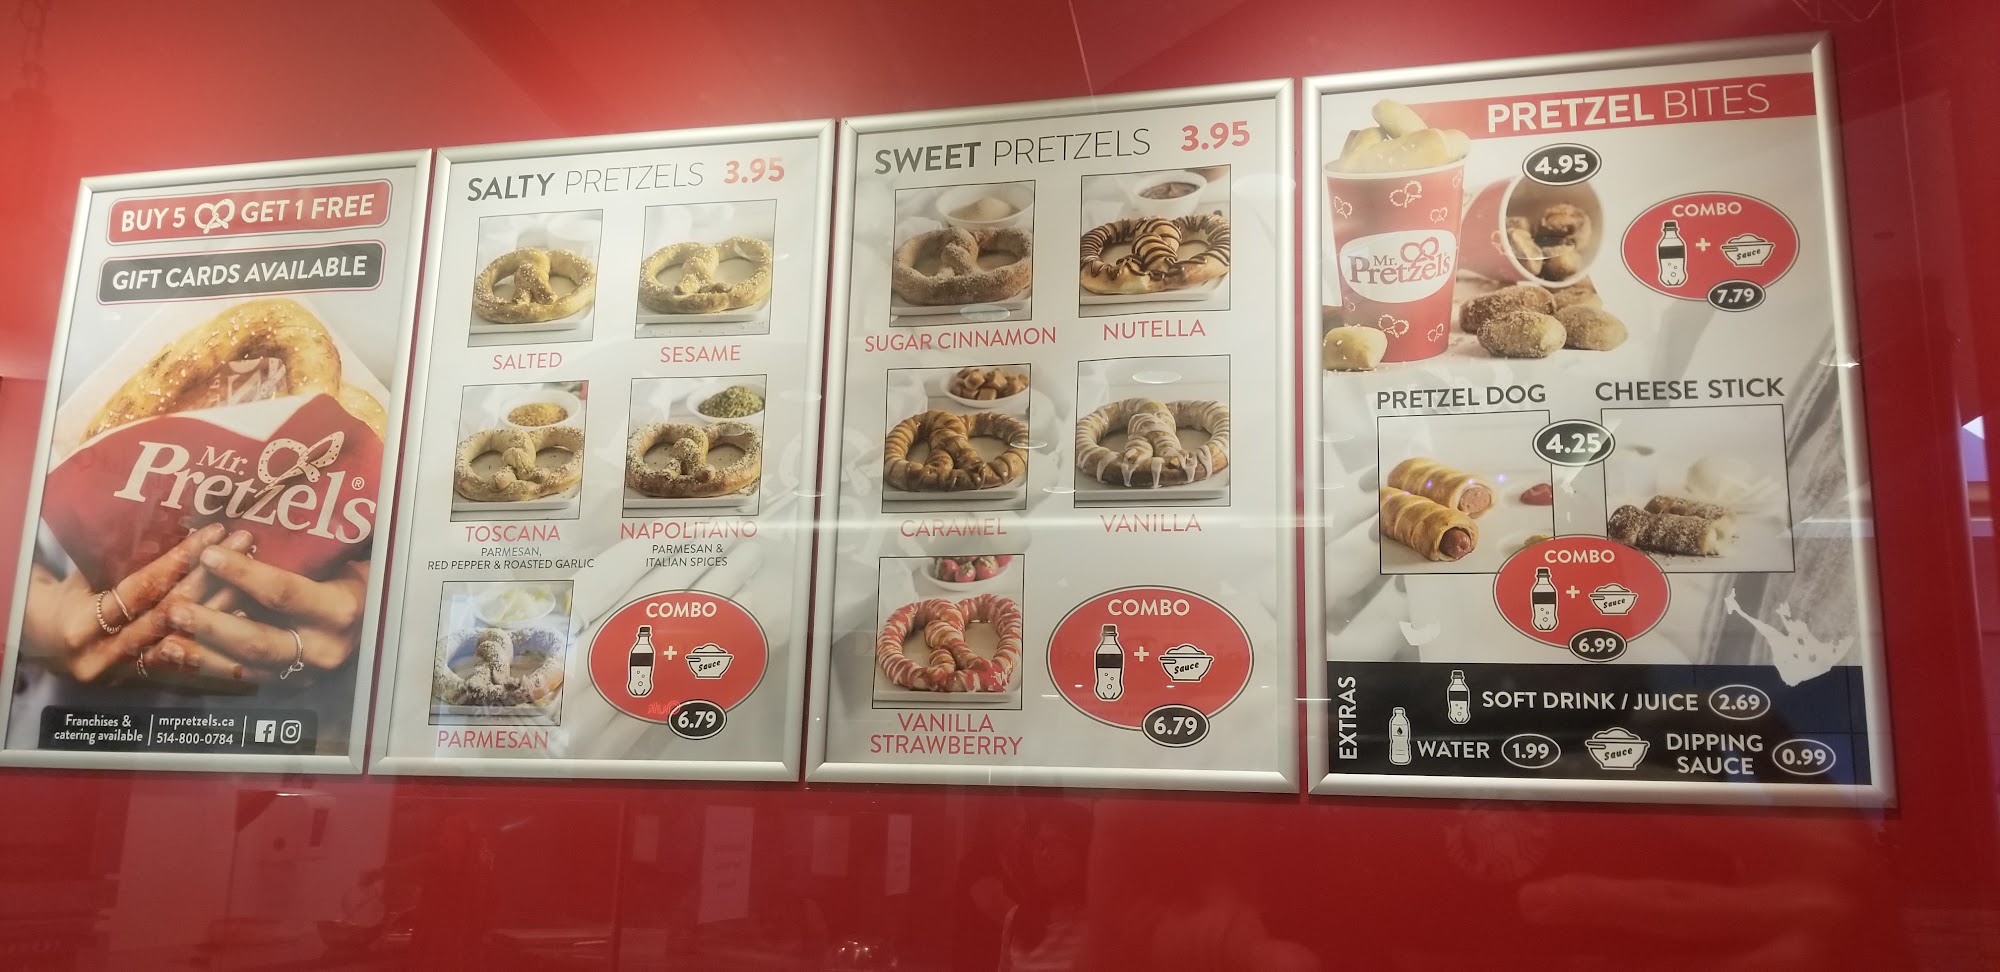 BUY 5 GET 1 FREE
GIFT CARDS AVAILABLE
Mr.
Pretzels®
Franchises &
catering available
mrpretzels.ca
514-800-0784
SALTY PRETZELS 3.95
SALTED
SESAME
TOSCANA
PARMESAN,
RED PEPPER & ROASTED GARLIC
NAPOLITANO
PARMESAN &
ITALIAN SPICES
PARMESAN
COMBO
+
Sauce
6.79
SWEET PRETZELS 3.95
SUGAR CINNAMON
NUTELLA
CARAMEL
VANILLA
VANILLA
STRAWBERRY
COMBO
+
Sauce
6.79
PRETZEL BITES
4.95
Mr.
Pretzels
COMBO
+
Sauce
7.79
PRETZEL DOG
CHEESE STICK
4.25
COMBO
+
Sauce
6.99
EXTRAS
SOFT DRINK / JUICE 2.69
WATER 1.99
Sauce
DIPPING
SAUCE
0.99